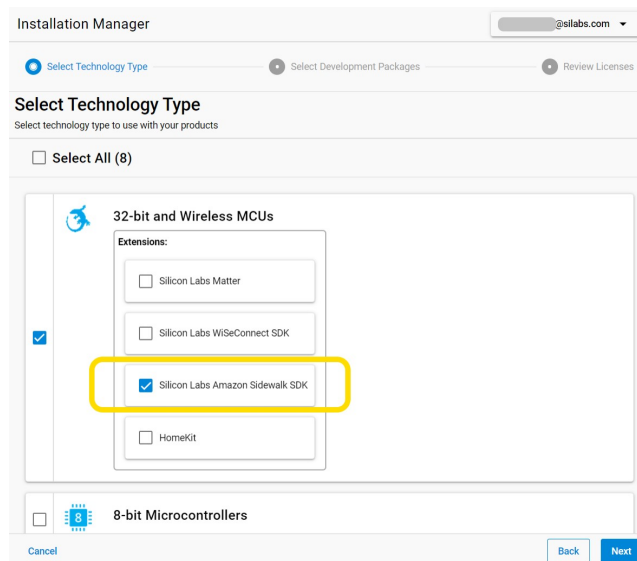 Installation Manager
@silabs.com
Select Technology Type
Select Development Packages
Review Licenses
Select Technology Type
Select technology type to use with your products
Select All (8)
32-bit and Wireless MCUs
Extensions:
Silicon Labs Matter
Silicon Labs WiSeConnect SDK
Silicon Labs Amazon Sidewalk SDK
HomeKit
8
8-bit Microcontrollers
Cancel
Back
Next